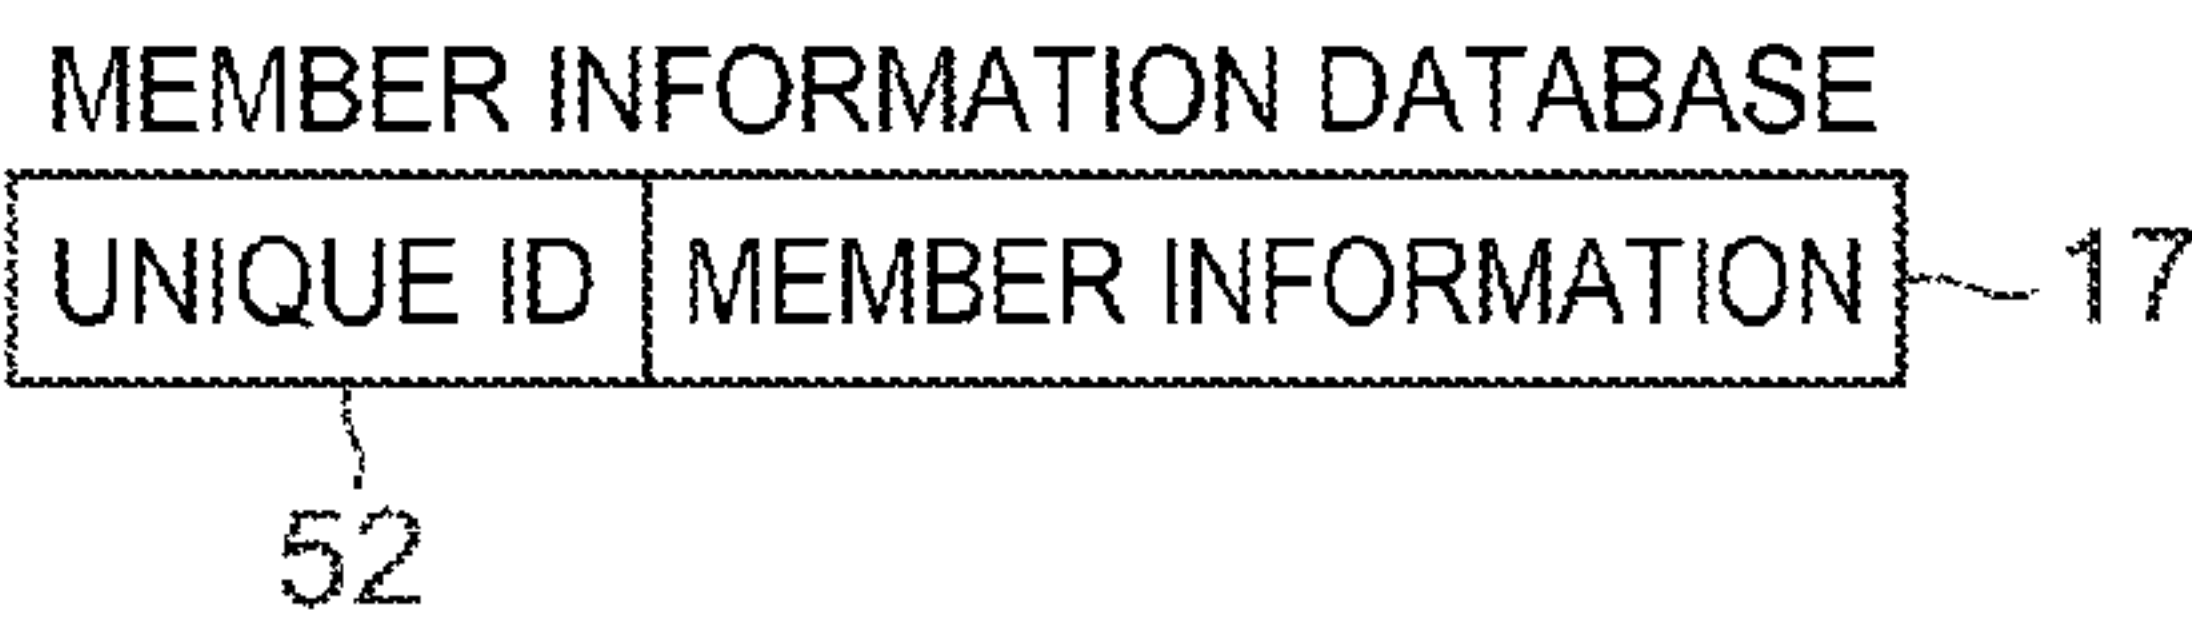 MEMBER INFORMATION DATABASE
UNIQUE ID MEMBER INFORMATION 17
52